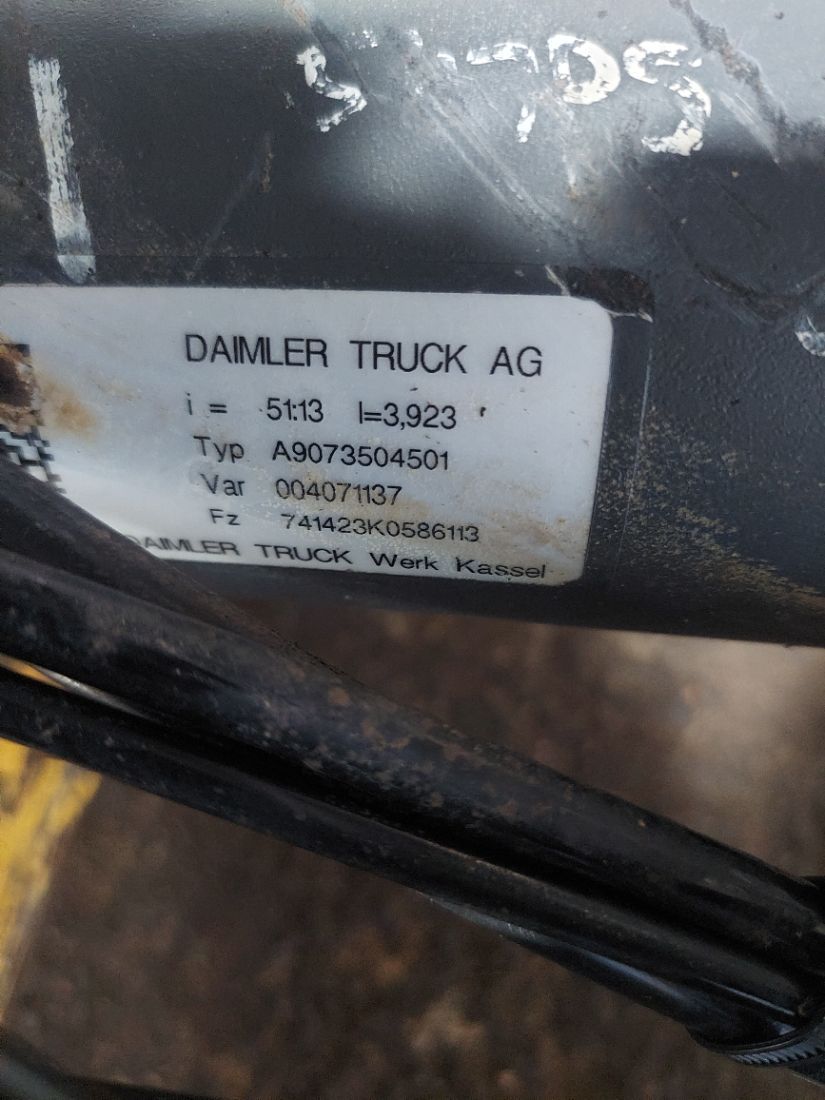 DAIMLER TRUCK AG
i = 51:13 I=3,923
Typ A9073504501
Var 004071137
Fz 741423K0586113
DAIMLER TRUCK Werk Kassel